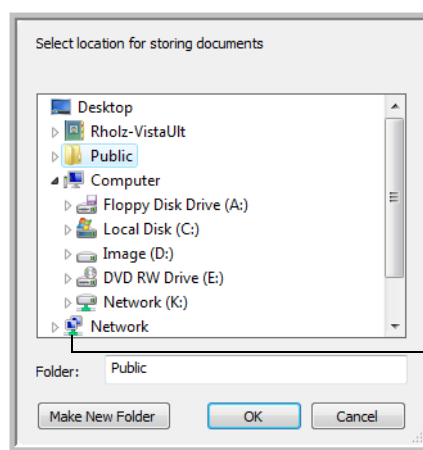 Select location for storing documents
Desktop
Rholz-VistaUlt
Public
Computer
Floppy Disk Drive (A:)
Local Disk (C:)
Image (D:)
DVD RW Drive (E:)
Network (K:)
Network
Folder: Public
Make New Folder OK Cancel